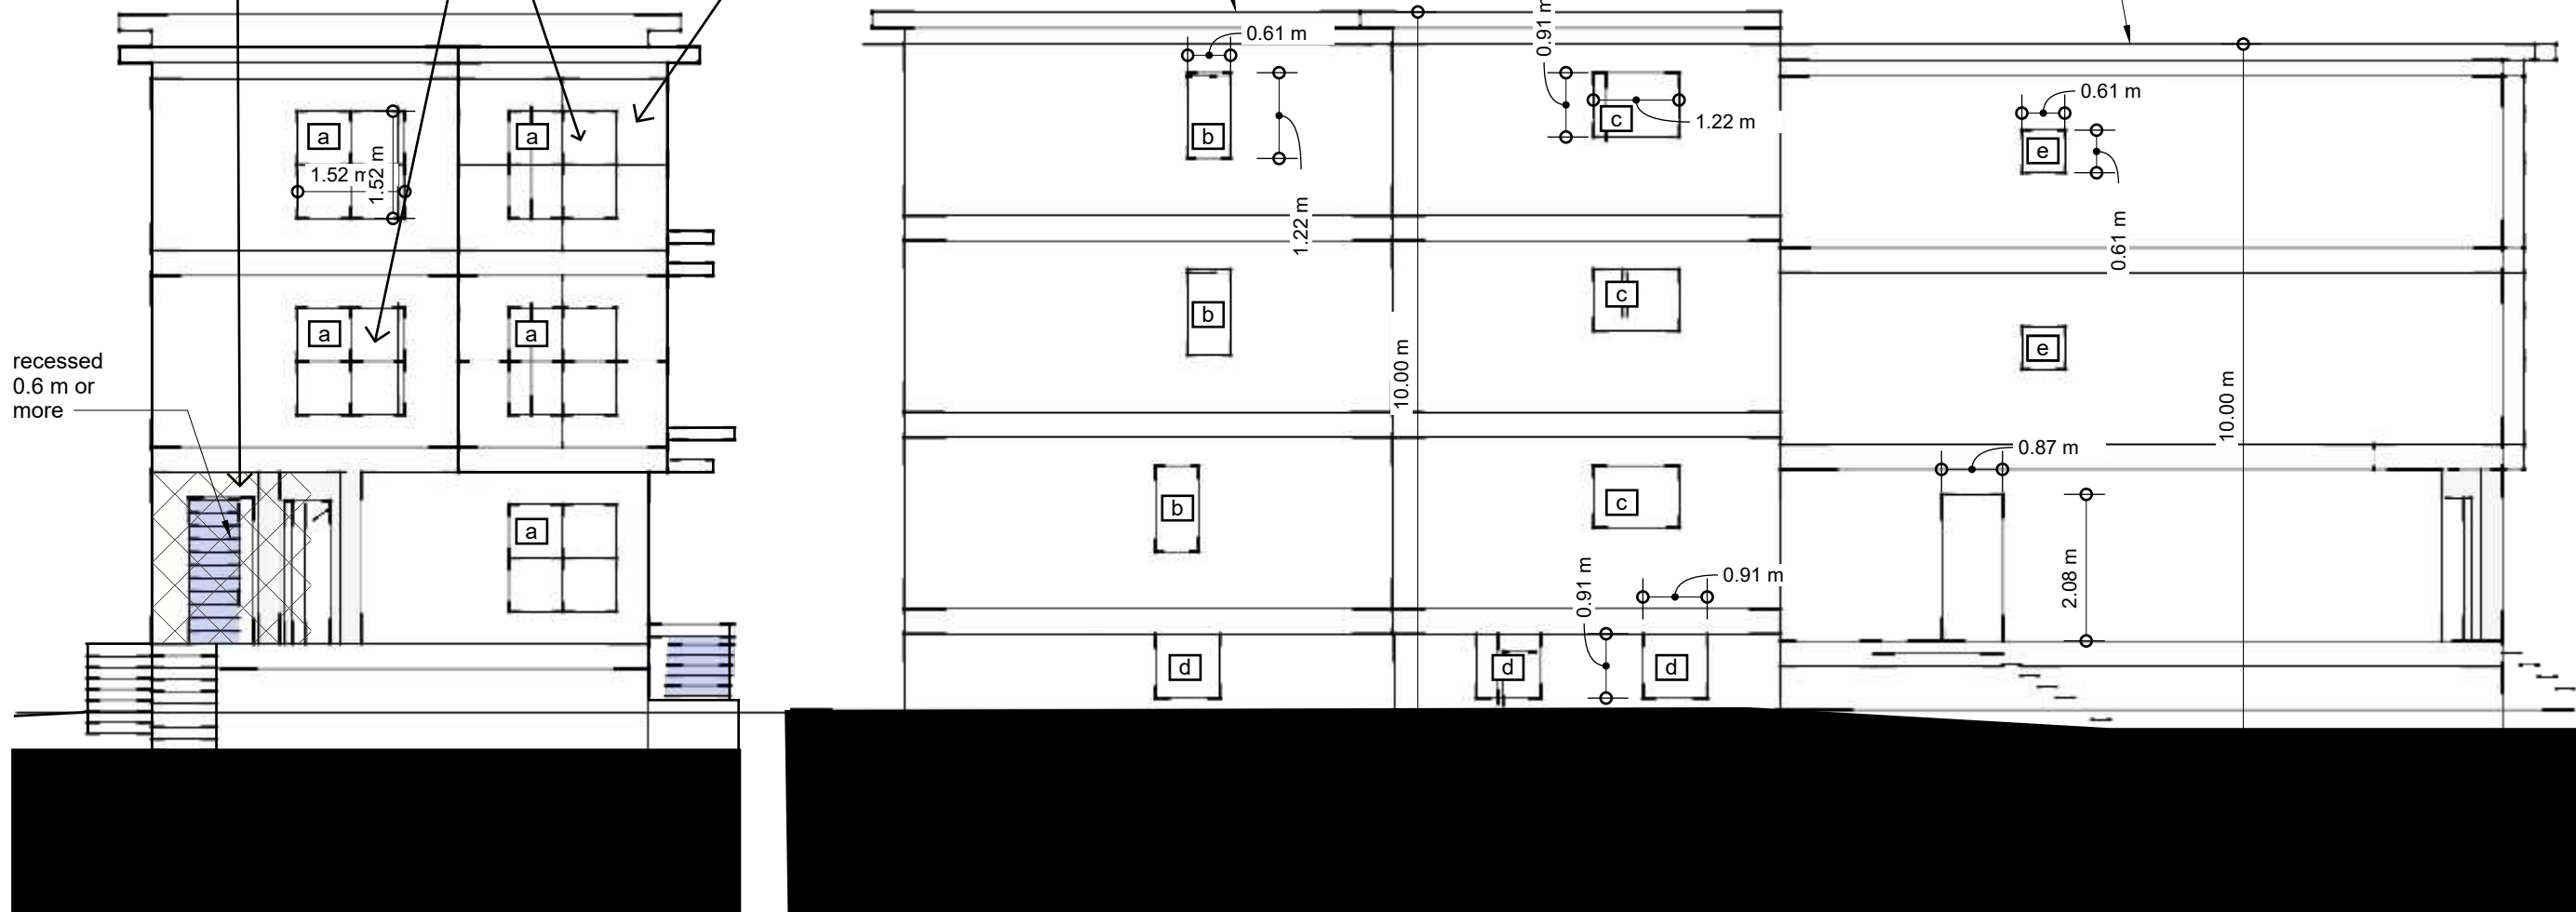 0.61 m
0.91 m
0.61 m
a
a
b
c
1.22 m
e
1.52 m
1.52 m
1.22 m
0.61 m
a
a
b
c
e
recessed
0.6 m or
more
10.00 m
10.00 m
0.87 m
a
b
c
0.91 m
0.91 m
2.08 m
d
d
d